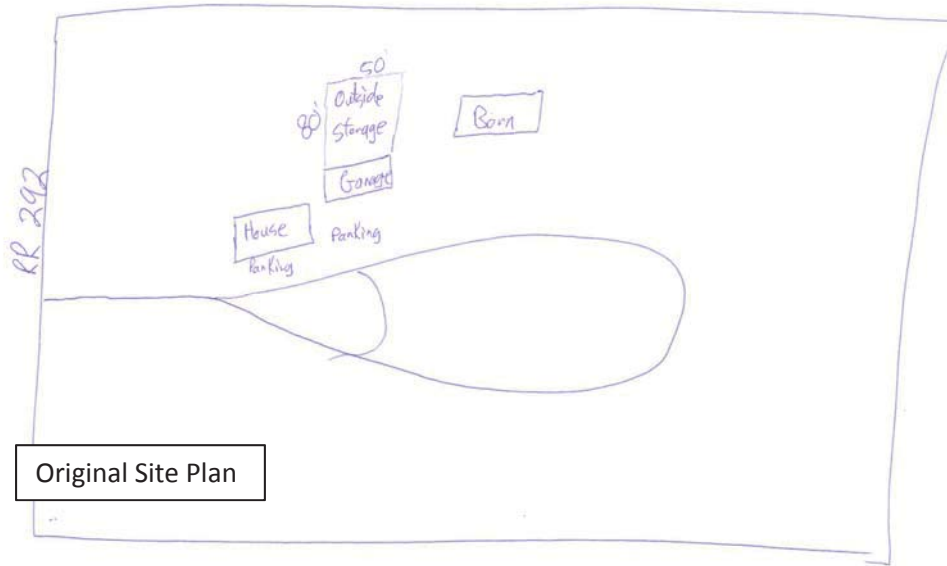 50'
80'
Outside
Storage
Barn
Garage
RR 292
House
Parking
Parking
Original Site Plan